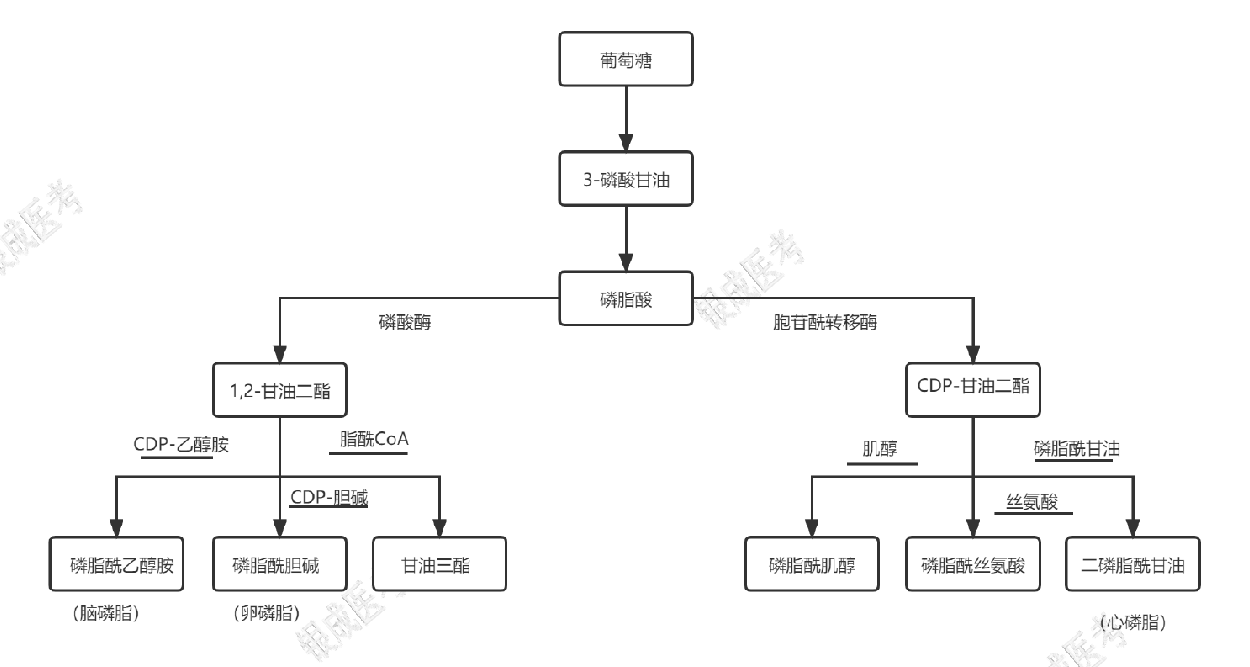 葡萄糖
3-磷酸甘油
磷脂酸
磷酸酶
胞苷酰转移酶
1,2-甘油二酯
CDP-甘油二酯
CDP-乙醇胺
脂酰CoA
肌醇
磷脂酰甘油
CDP-胆碱
丝氨酸
磷脂酰乙醇胺
磷脂酰胆碱
甘油三酯
磷脂酰肌醇
磷脂酰丝氨酸
二磷脂酰甘油
(脑磷脂)
(卵磷脂)
(心磷脂)
银成医考
银成医考
银成医考
银成医考